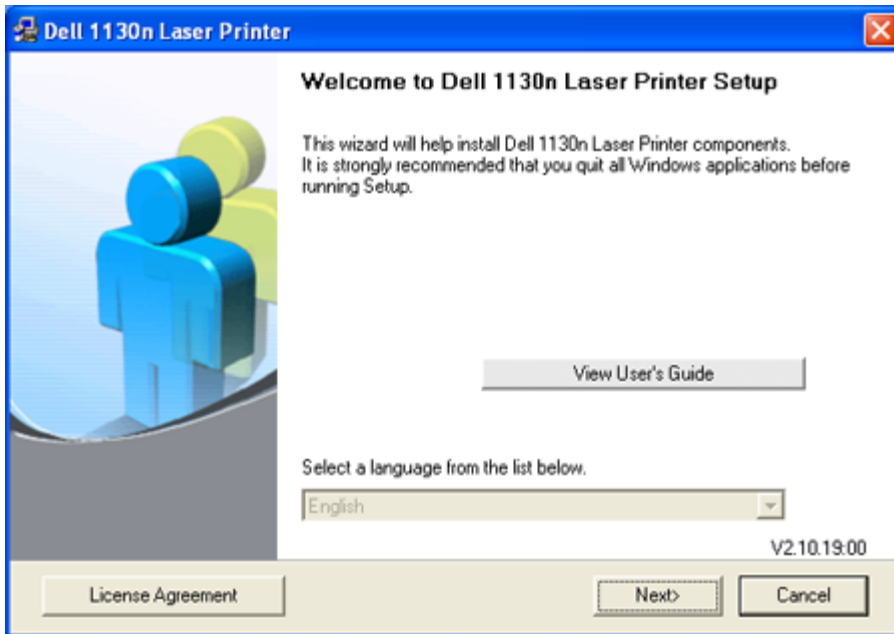 Dell 1130n Laser Printer
Welcome to Dell 1130n Laser Printer Setup
This wizard will help install Dell 1130n Laser Printer components.
It is strongly recommended that you quit all Windows applications before
running Setup.
View User's Guide
Select a language from the list below.
English
V2.10.19:00
License Agreement
Next>
Cancel